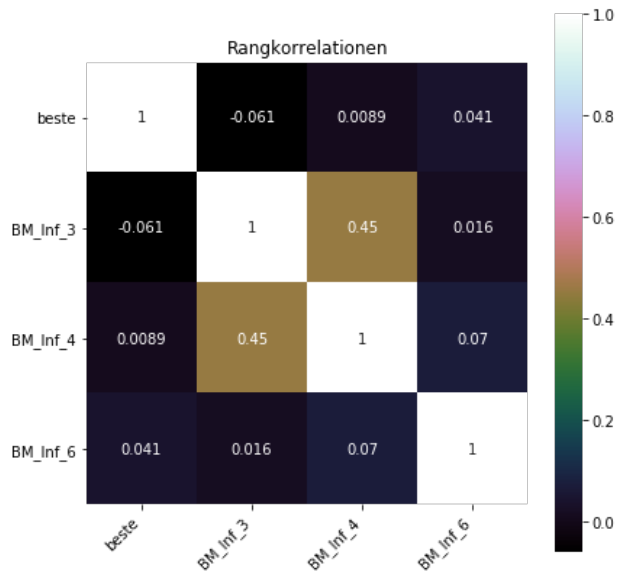 Rangkorrelationen
beste 1 -0.061 0.0089 0.041
BM_Inf_3 -0.061 1 0.45 0.016
BM_Inf_4 0.0089 0.45 1 0.07
BM_Inf_6 0.041 0.016 0.07 1
beste BM_Inf_3 BM_Inf_4 BM_Inf_6
1.0
0.8
0.6
0.4
0.2
0.0